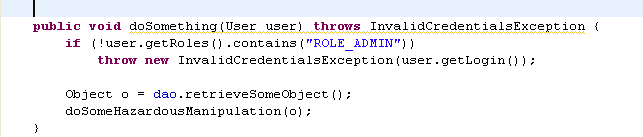 public void doSomething(User user) throws InvalidCredentialsException {
if (!user.getRoles().contains("ROLE_ADMIN"))
throw new InvalidCredentialsException(user.getLogin());
Object o = dao.retrieveSomeObject();
doSomeHazardousManipulation(o);
}